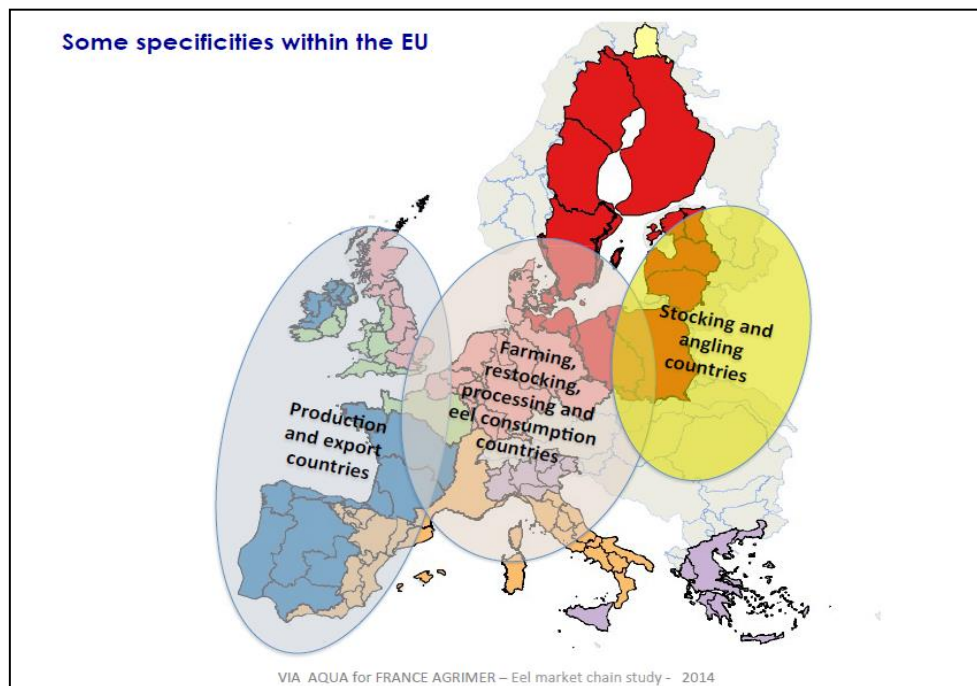 Some specificities within the EU
Production
and export
countries
Farming,
restocking,
processing and
eel consumption
countries
Stocking and
angling
countries
VIA AQUA for FRANCE AGRIMER – Eel market chain study - 2014